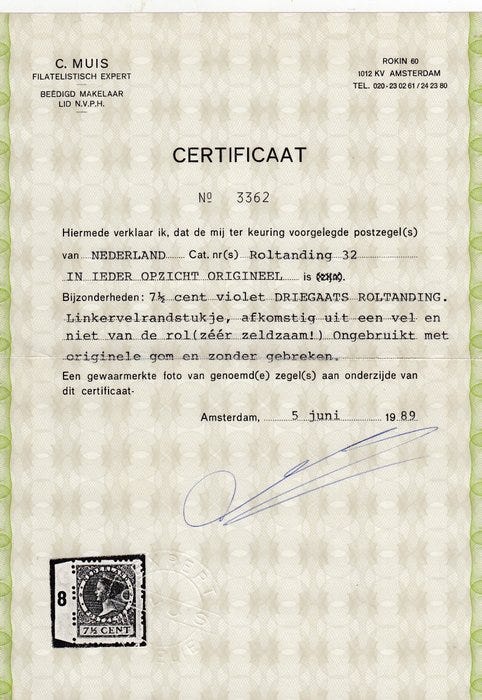 C. MUIS
FILATELISTISCH EXPERT
BEËDIGD MAKELAAR
LID N.V.P.H.
ROKIN 60
1012 KV AMSTERDAM
TEL. 020 - 23 02 61 / 24 23 80
CERTIFICAAT
Nº 3362
Hiermede verklaar ik, dat de mij ter keuring voorgelegde postzegel(s)
van NEDERLAND Cat. nr(s) Roltanding 32
IN IEDER OPZICHT ORIGINEEL is
Bijzonderheden: 7½ cent violet DRIEGAATS ROLTANDING.
Linkervelrandstukje, afkomstig uit een vel en
niet van de rol(zéér zeldzaam!) Ongebruikt met
originele gom en zonder gebreken.
Een gewaarmerkte foto van genoemd(e) zegel(s) aan onderzijde van
dit certificaat-
Amsterdam, 5 juni 1989
8
7½ CENT